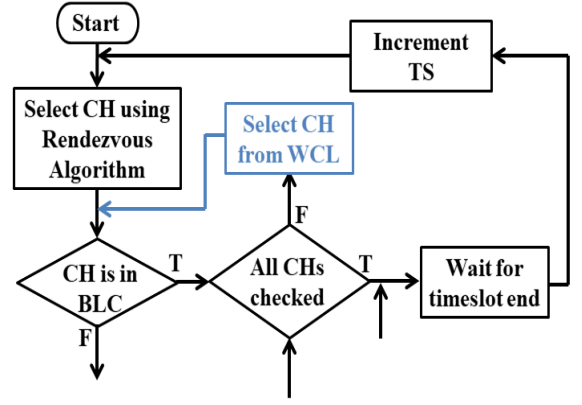 Start
Increment
TS
Select CH using
Rendezvous
Algorithm
Select CH
from WCL
F
CH is in
BLC
T
All CHs
checked
T
Wait for
timeslot end
F